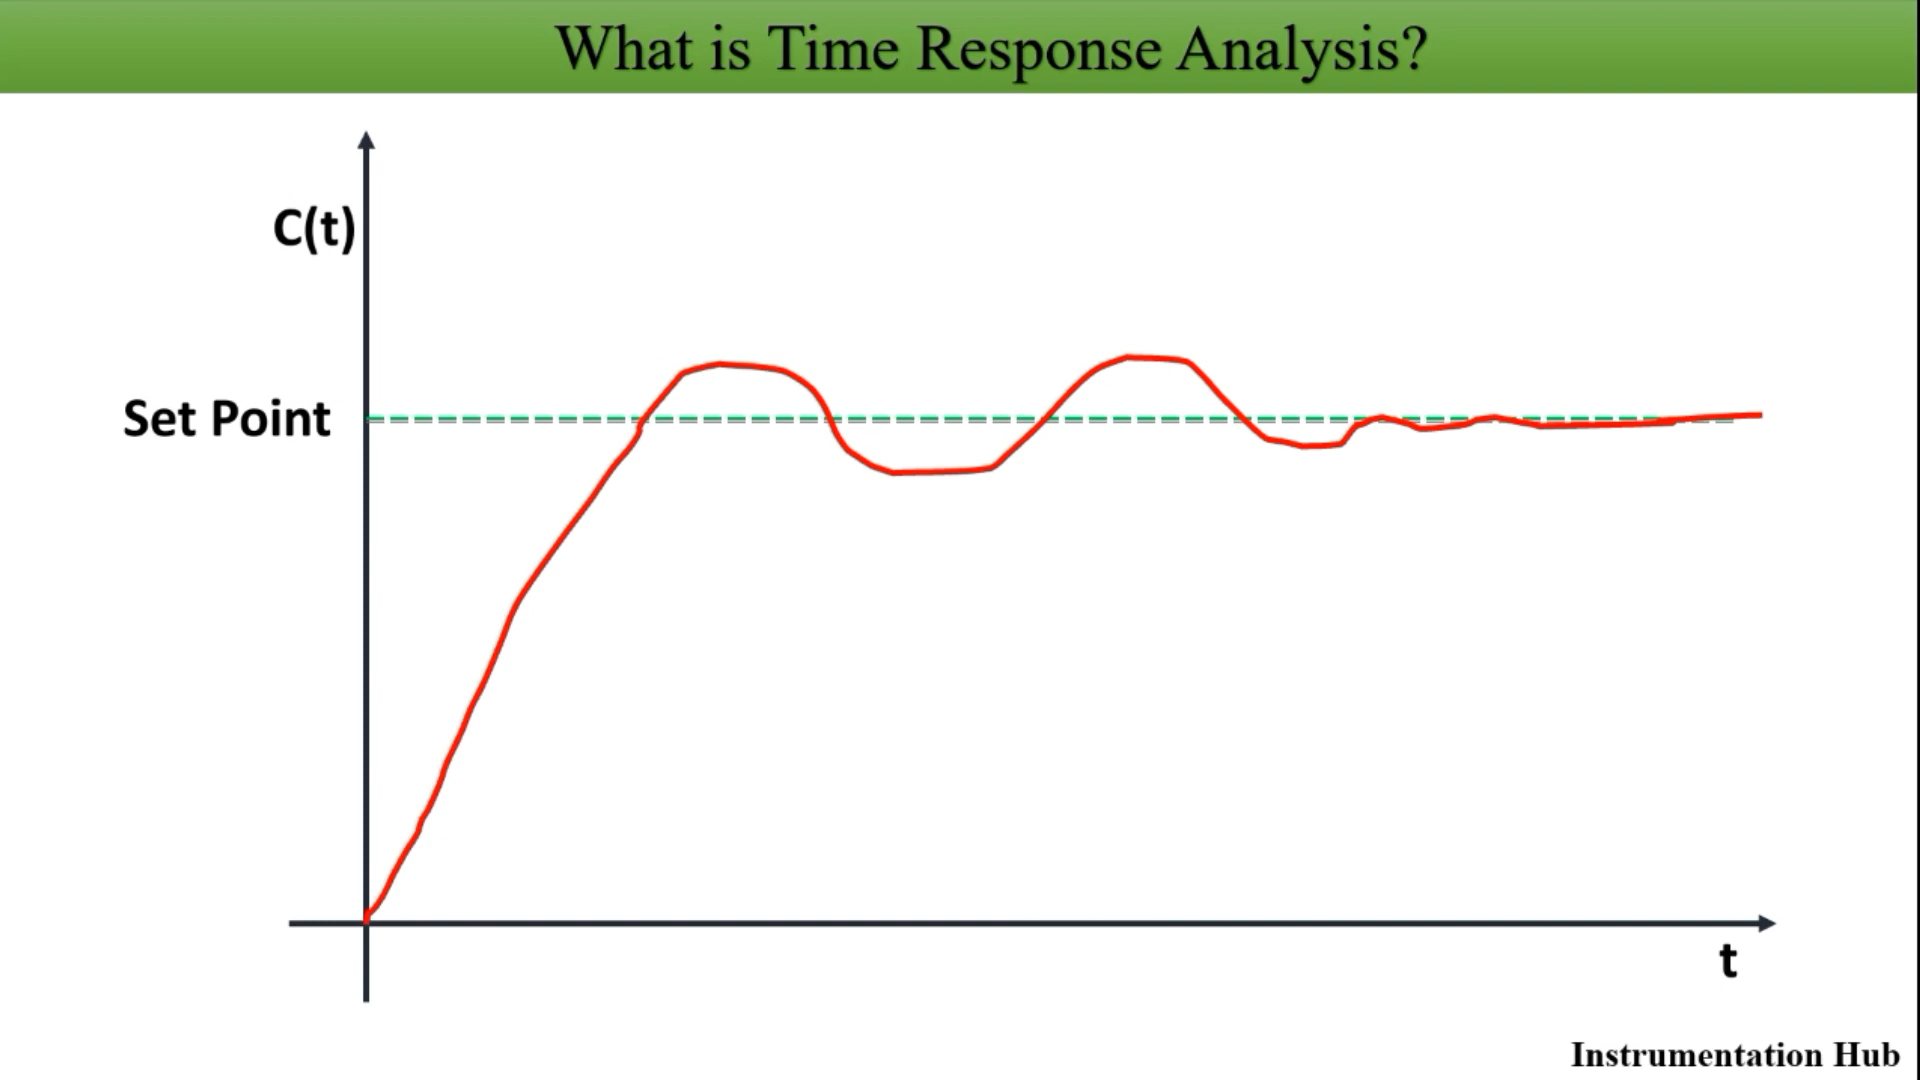 What is Time Response Analysis?
C(t)
Set Point
t
Instrumentation Hub